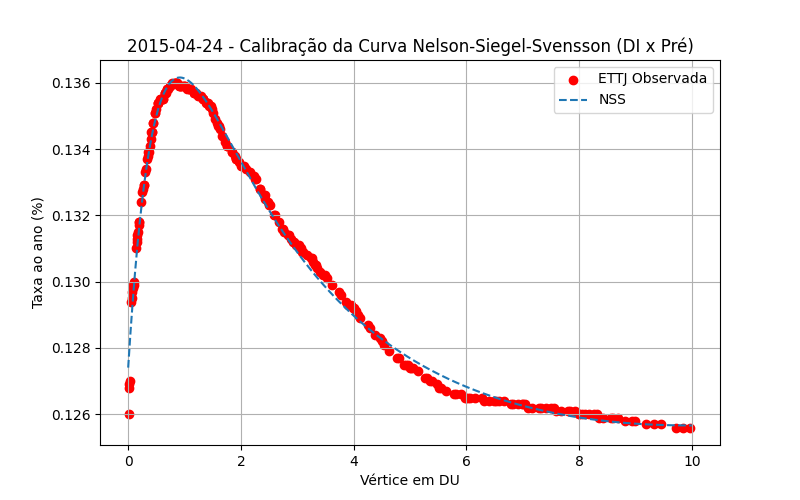 2015-04-24 - Calibração da Curva Nelson-Siegel-Svensson (DI x Pré)
ETTJ Observada
NSS
Taxa ao ano (%)
0.136
0.134
0.132
0.130
0.128
0.126
0 2 4 6 8 10
Vértice em DU